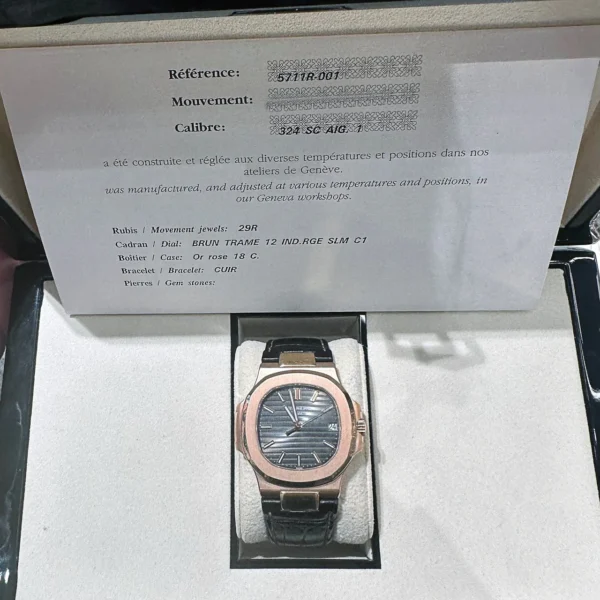 Référence: 5711R-001
Mouvement:
Calibre: 324 SC AIG. 1
a été construite et réglée aux diverses températures et positions dans nos
ateliers de Genève.
was manufactured, and adjusted at various temperatures and positions, in
our Geneva workshops.
Rubis / Movement jewels: 29R
Cadran / Dial: BRUN TRAME 12 IND.RGE SLM C1
Boîtier / Case: Or rose 18 C.
Bracelet / Bracelet: CUIR
Pierres / Gem stones: